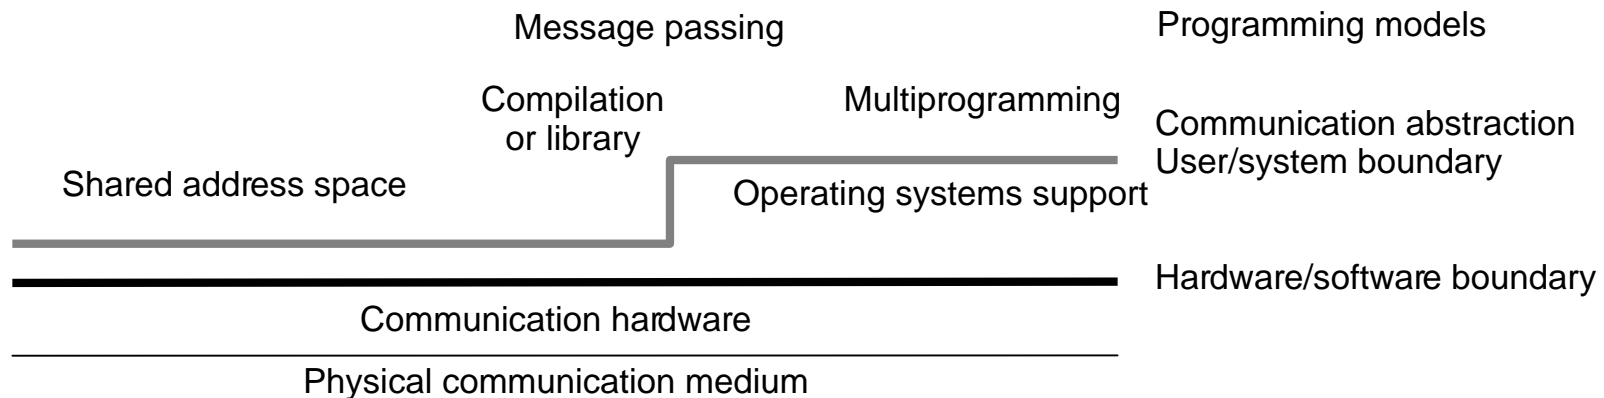 Message passing
Programming models
Compilation
or library
Multiprogramming
Communication abstraction
User/system boundary
Shared address space
Operating systems support
Hardware/software boundary
Communication hardware
Physical communication medium